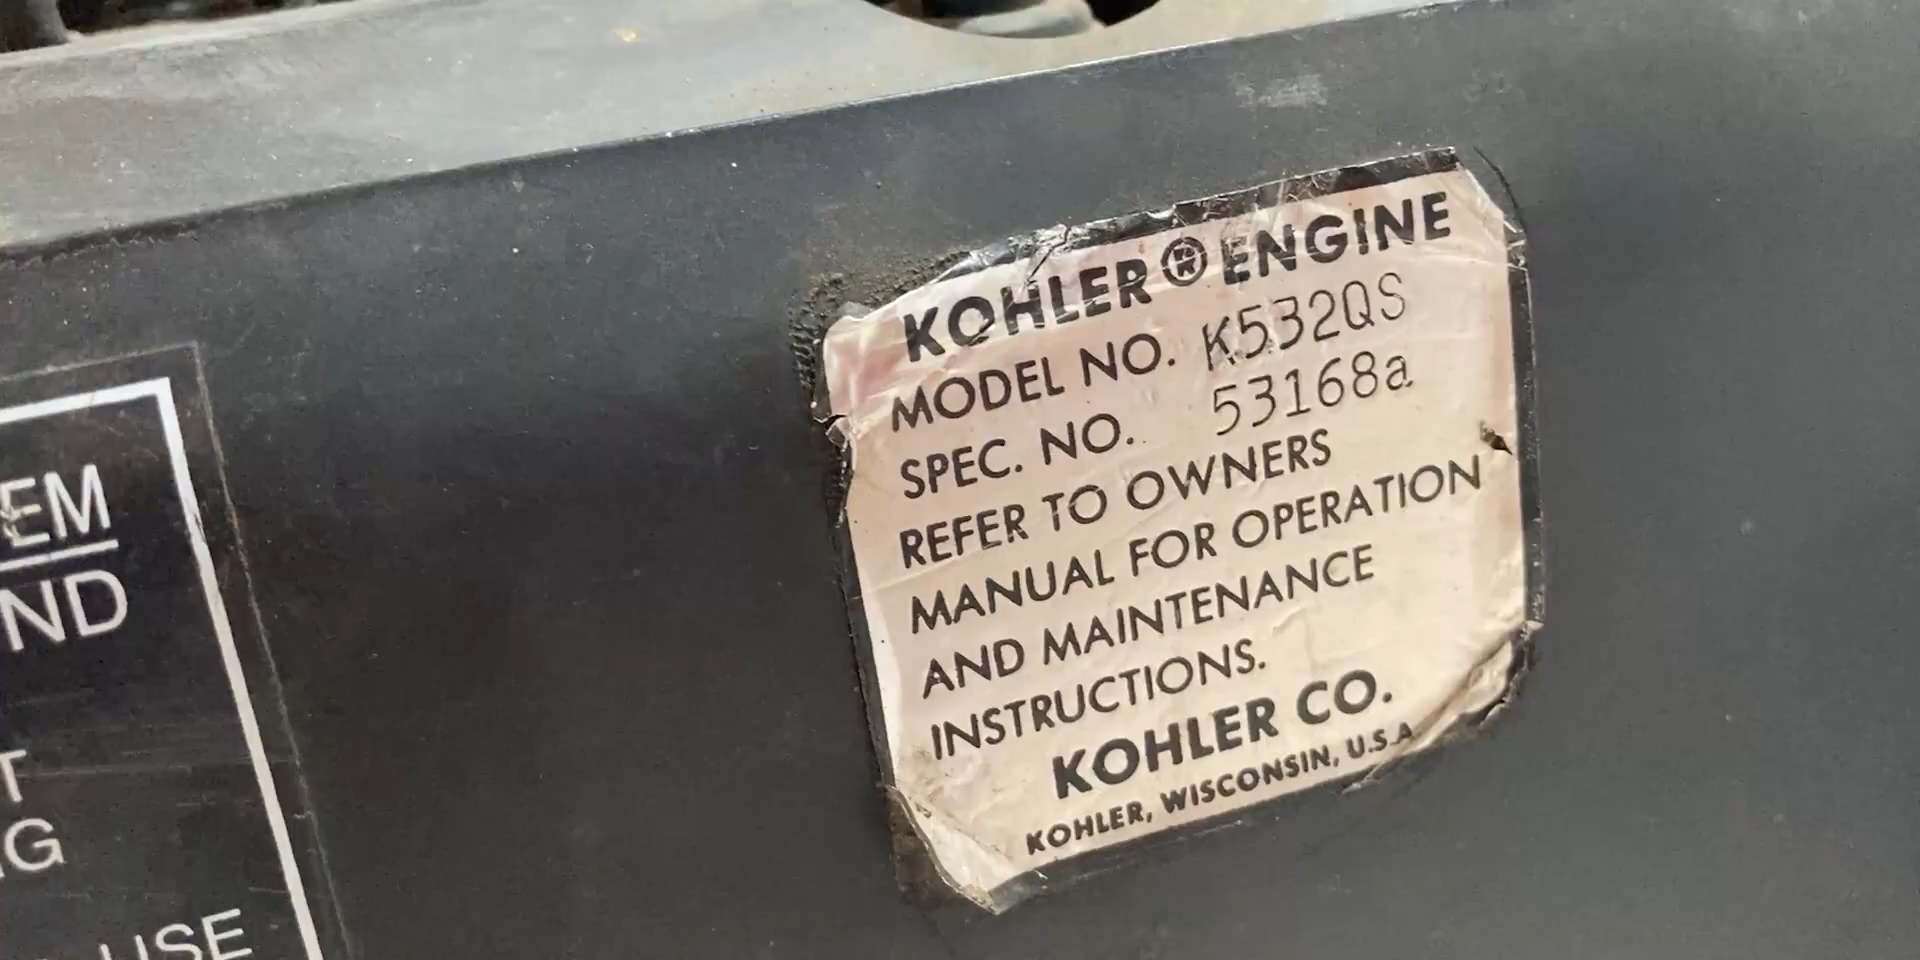 KOHLER ® ENGINE
MODEL NO. K532QS
SPEC. NO. 53168a
REFER TO OWNERS
MANUAL FOR OPERATION
AND MAINTENANCE
INSTRUCTIONS.
KOHLER CO.
KOHLER, WISCONSIN, U.S.A
EM
ND
T
G
USE